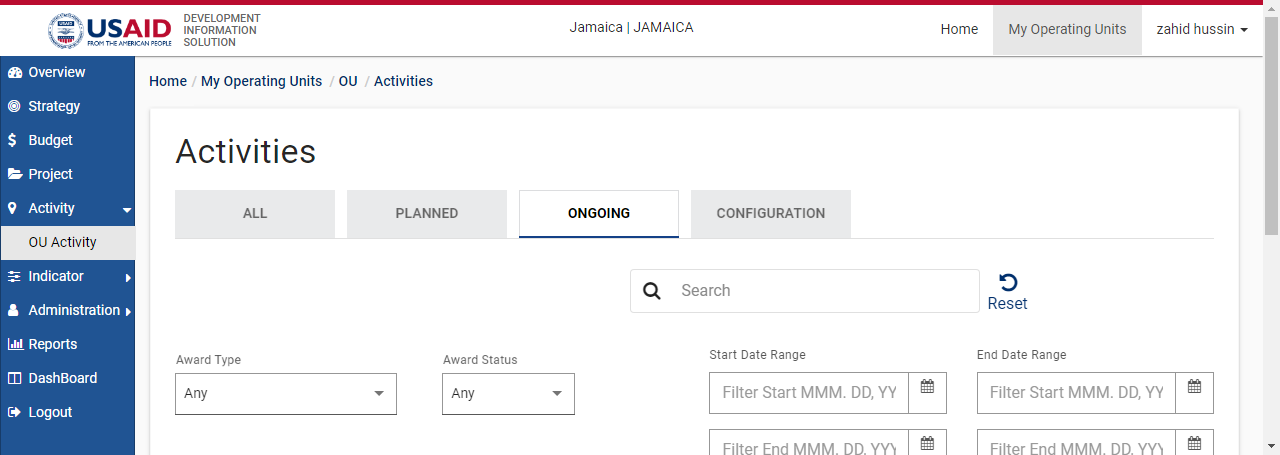 USAID
FROM THE AMERICAN PEOPLE
DEVELOPMENT
INFORMATION
SOLUTION
Jamaica | JAMAICA
Home
My Operating Units
zahid hussin
Overview
Strategy
Budget
Project
Activity
OU Activity
Indicator
Administration
Reports
DashBoard
Logout
Home / My Operating Units / OU / Activities
Activities
ALL
PLANNED
ONGOING
CONFIGURATION
Search
Reset
Award Type
Any
Award Status
Any
Start Date Range
Filter Start MMM. DD, YY
Filter End MMM. DD, YYY
End Date Range
Filter Start MMM. DD, YY
Filter End MMM. DD, YYY